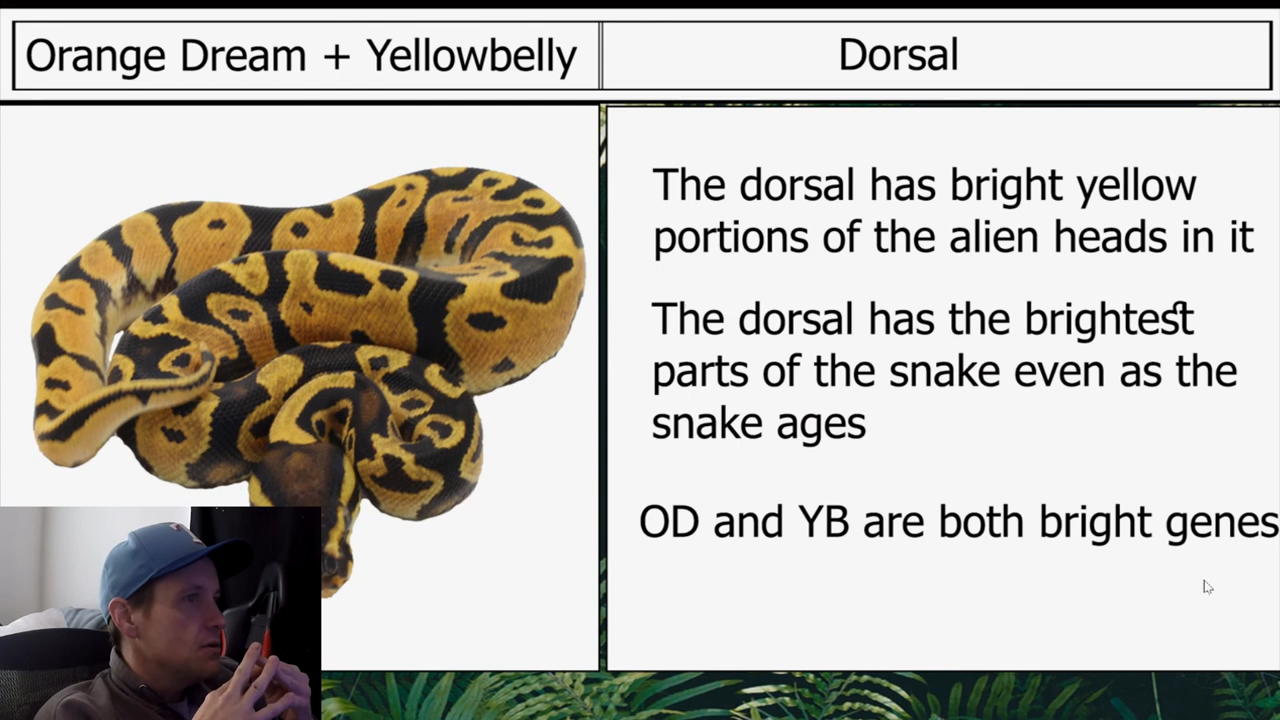 Orange Dream + Yellowbelly
Dorsal
The dorsal has bright yellow
portions of the alien heads in it
The dorsal has the brightest
parts of the snake even as the
snake ages
OD and YB are both bright genes